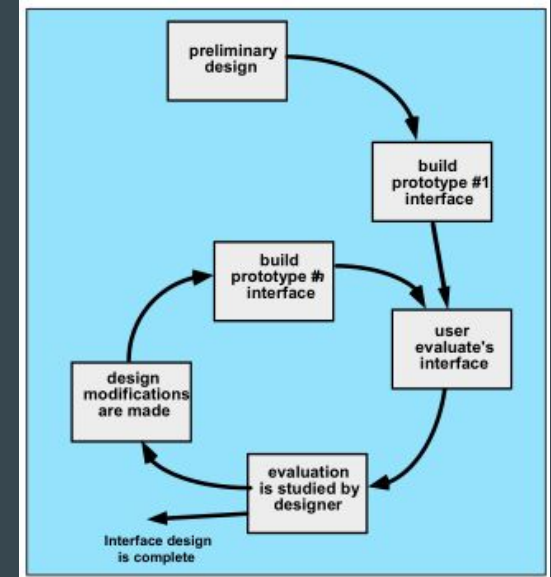 preliminary
design
build
prototype #1
interface
build
prototype #n
interface
user
evaluate's
interface
design
modifications
are made
evaluation
is studied by
designer
Interface design
is complete